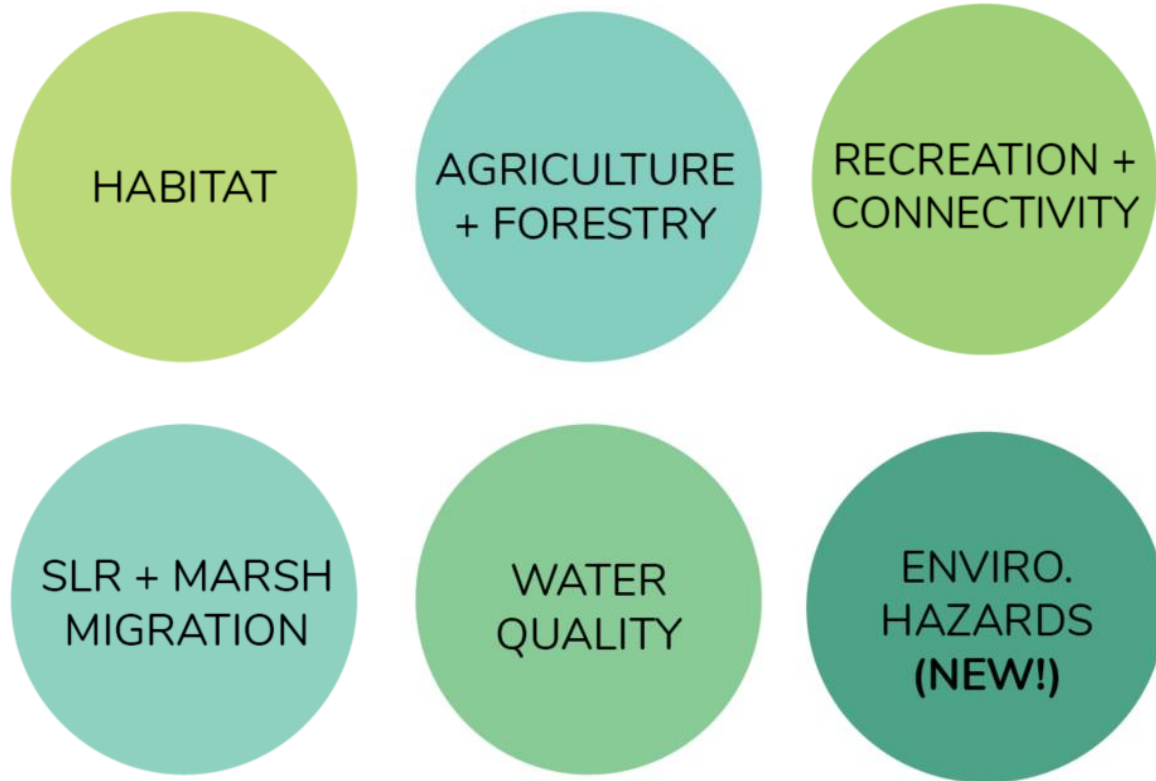 HABITAT
AGRICULTURE
+ FORESTRY
RECREATION +
CONNECTIVITY
SLR + MARSH
MIGRATION
WATER
QUALITY
ENVIRO.
HAZARDS
(NEW!)